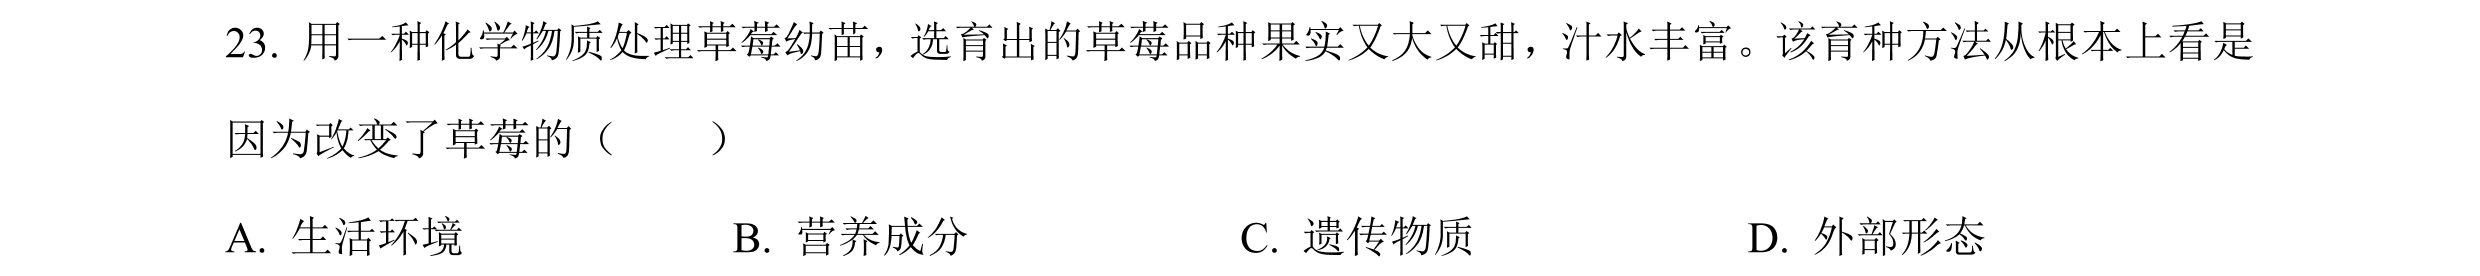 23. 用一种化学物质处理草莓幼苗，选育出的草莓品种果实又大又甜，汁水丰富。该育种方法从根本上看是
因为改变了草莓的（　　）
A. 生活环境　　B. 营养成分　　C. 遗传物质　　D. 外部形态